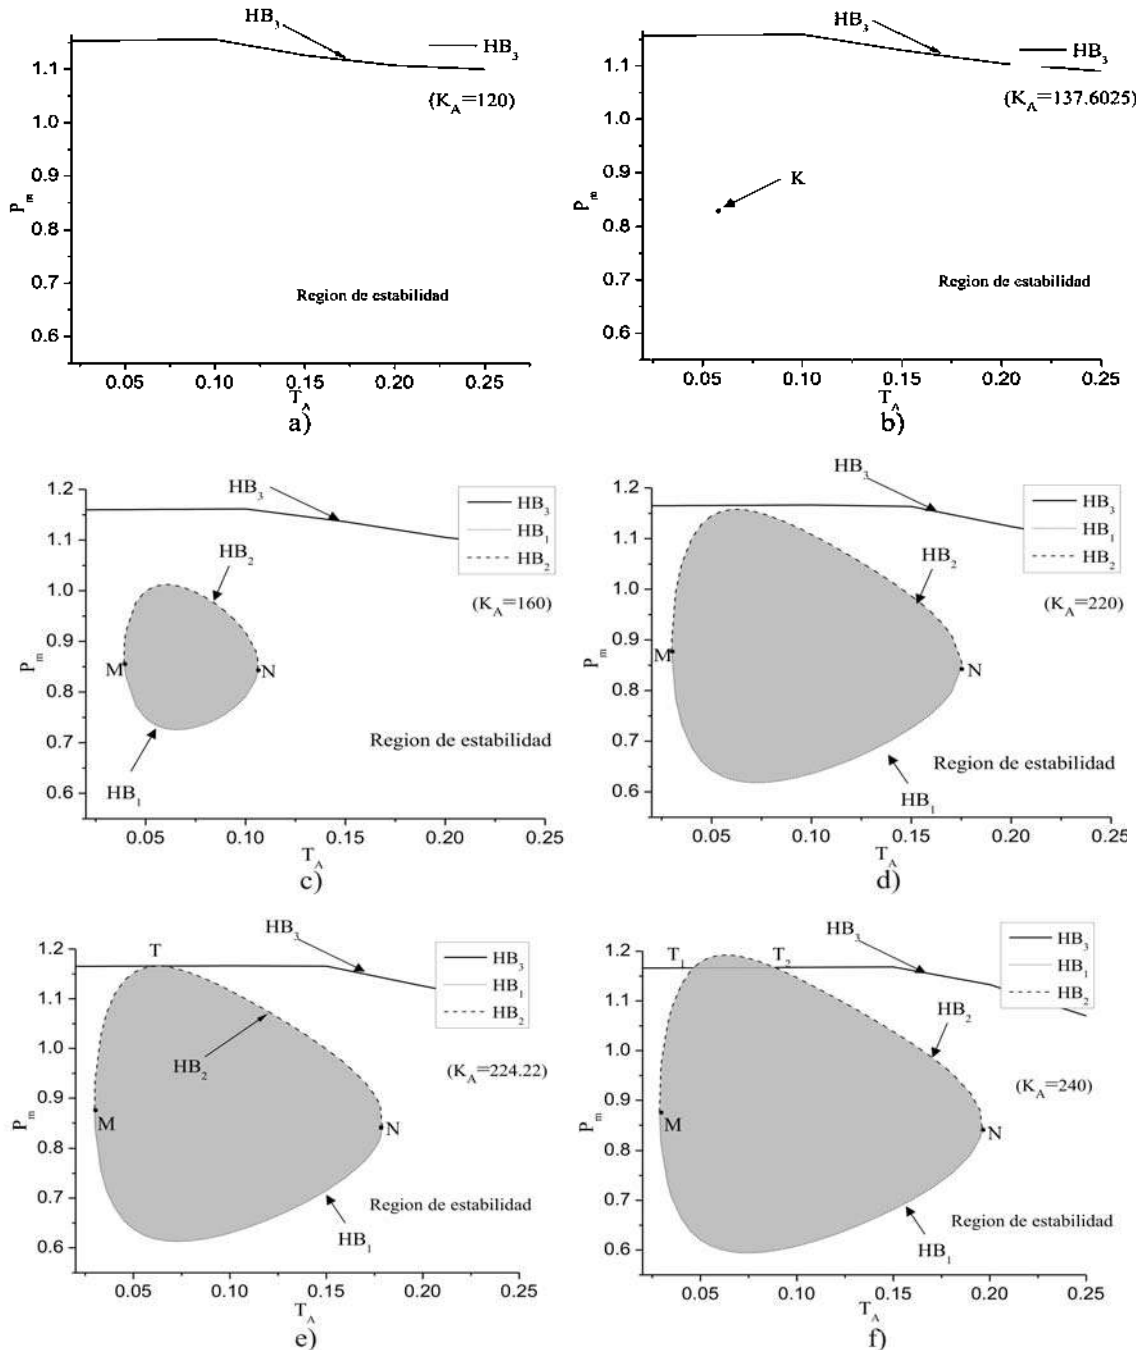 HB3
HB3
(KA=120)
1.1
1.0
0.9
0.8
0.7
0.6
Pm
Region de estabilidad
0.05 0.10 0.15 0.20 0.25
TA
a)
HB3
HB3
(KA=137.6025)
1.1
1.0
0.9
0.8
0.7
0.6
Pm
K
Region de estabilidad
0.05 0.10 0.15 0.20 0.25
TA
b)
HB3
HB3
HB1
HB2
(KA=160)
1.2
1.1
1.0
0.9
0.8
0.7
0.6
Pm
HB2
M
N
HB1
Region de estabilidad
0.05 0.10 0.15 0.20 0.25
TA
c)
HB3
HB3
HB1
HB2
(KA=220)
1.2
1.1
1.0
0.9
0.8
0.7
0.6
Pm
HB2
M
N
HB1
Region de estabilidad
0.05 0.10 0.15 0.20 0.25
TA
d)
T
HB3
HB3
HB1
HB2
(KA=224.22)
1.2
1.1
1.0
0.9
0.8
0.7
0.6
Pm
HB2
M
N
HB1
Region de estabilidad
0.05 0.10 0.15 0.20 0.25
TA
e)
T1
T2
HB3
HB3
HB1
HB2
(KA=240)
1.2
1.1
1.0
0.9
0.8
0.7
0.6
Pm
HB2
M
N
HB1
Region de estabilidad
0.05 0.10 0.15 0.20 0.25
TA
f)